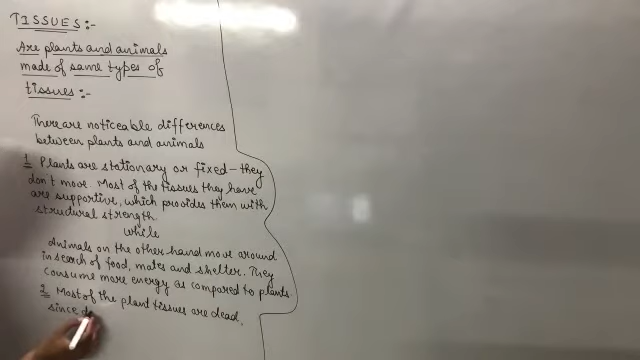 TISSUES:-
Are plants and animals
made of same types of
tissues:-
There are noticeable differences
between plants and animals
1 Plants are stationary or fixed - they
don't move. Most of the tissues they have
are supportive, which provides them with
structural strength.
while
Animals on the other hand move around
in search of food, mates and shelter. They
consume more energy as compared to plants
2 Most of the plant tissues are dead,
since